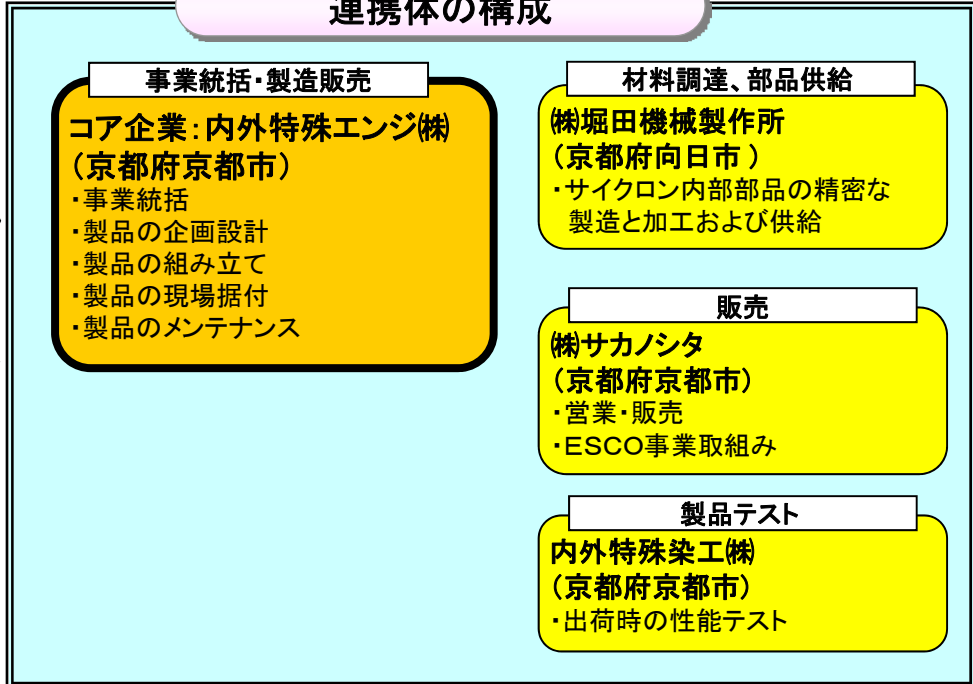 連携体の構成
事業統括・製造販売
コア企業：内外特殊エンジ㈱
（京都府京都市）
・事業統括
・製品の企画設計
・製品の組み立て
・製品の現場据付
・製品のメンテナンス
材料調達、部品供給
㈱堀田機械製作所
（京都府向日市）
・サイクロン内部部品の精密な
製造と加工および供給
販売
㈱サカノシタ
（京都府京都市）
・営業・販売
・ESCO事業取組み
製品テスト
内外特殊染工㈱
（京都府京都市）
・出荷時の性能テスト